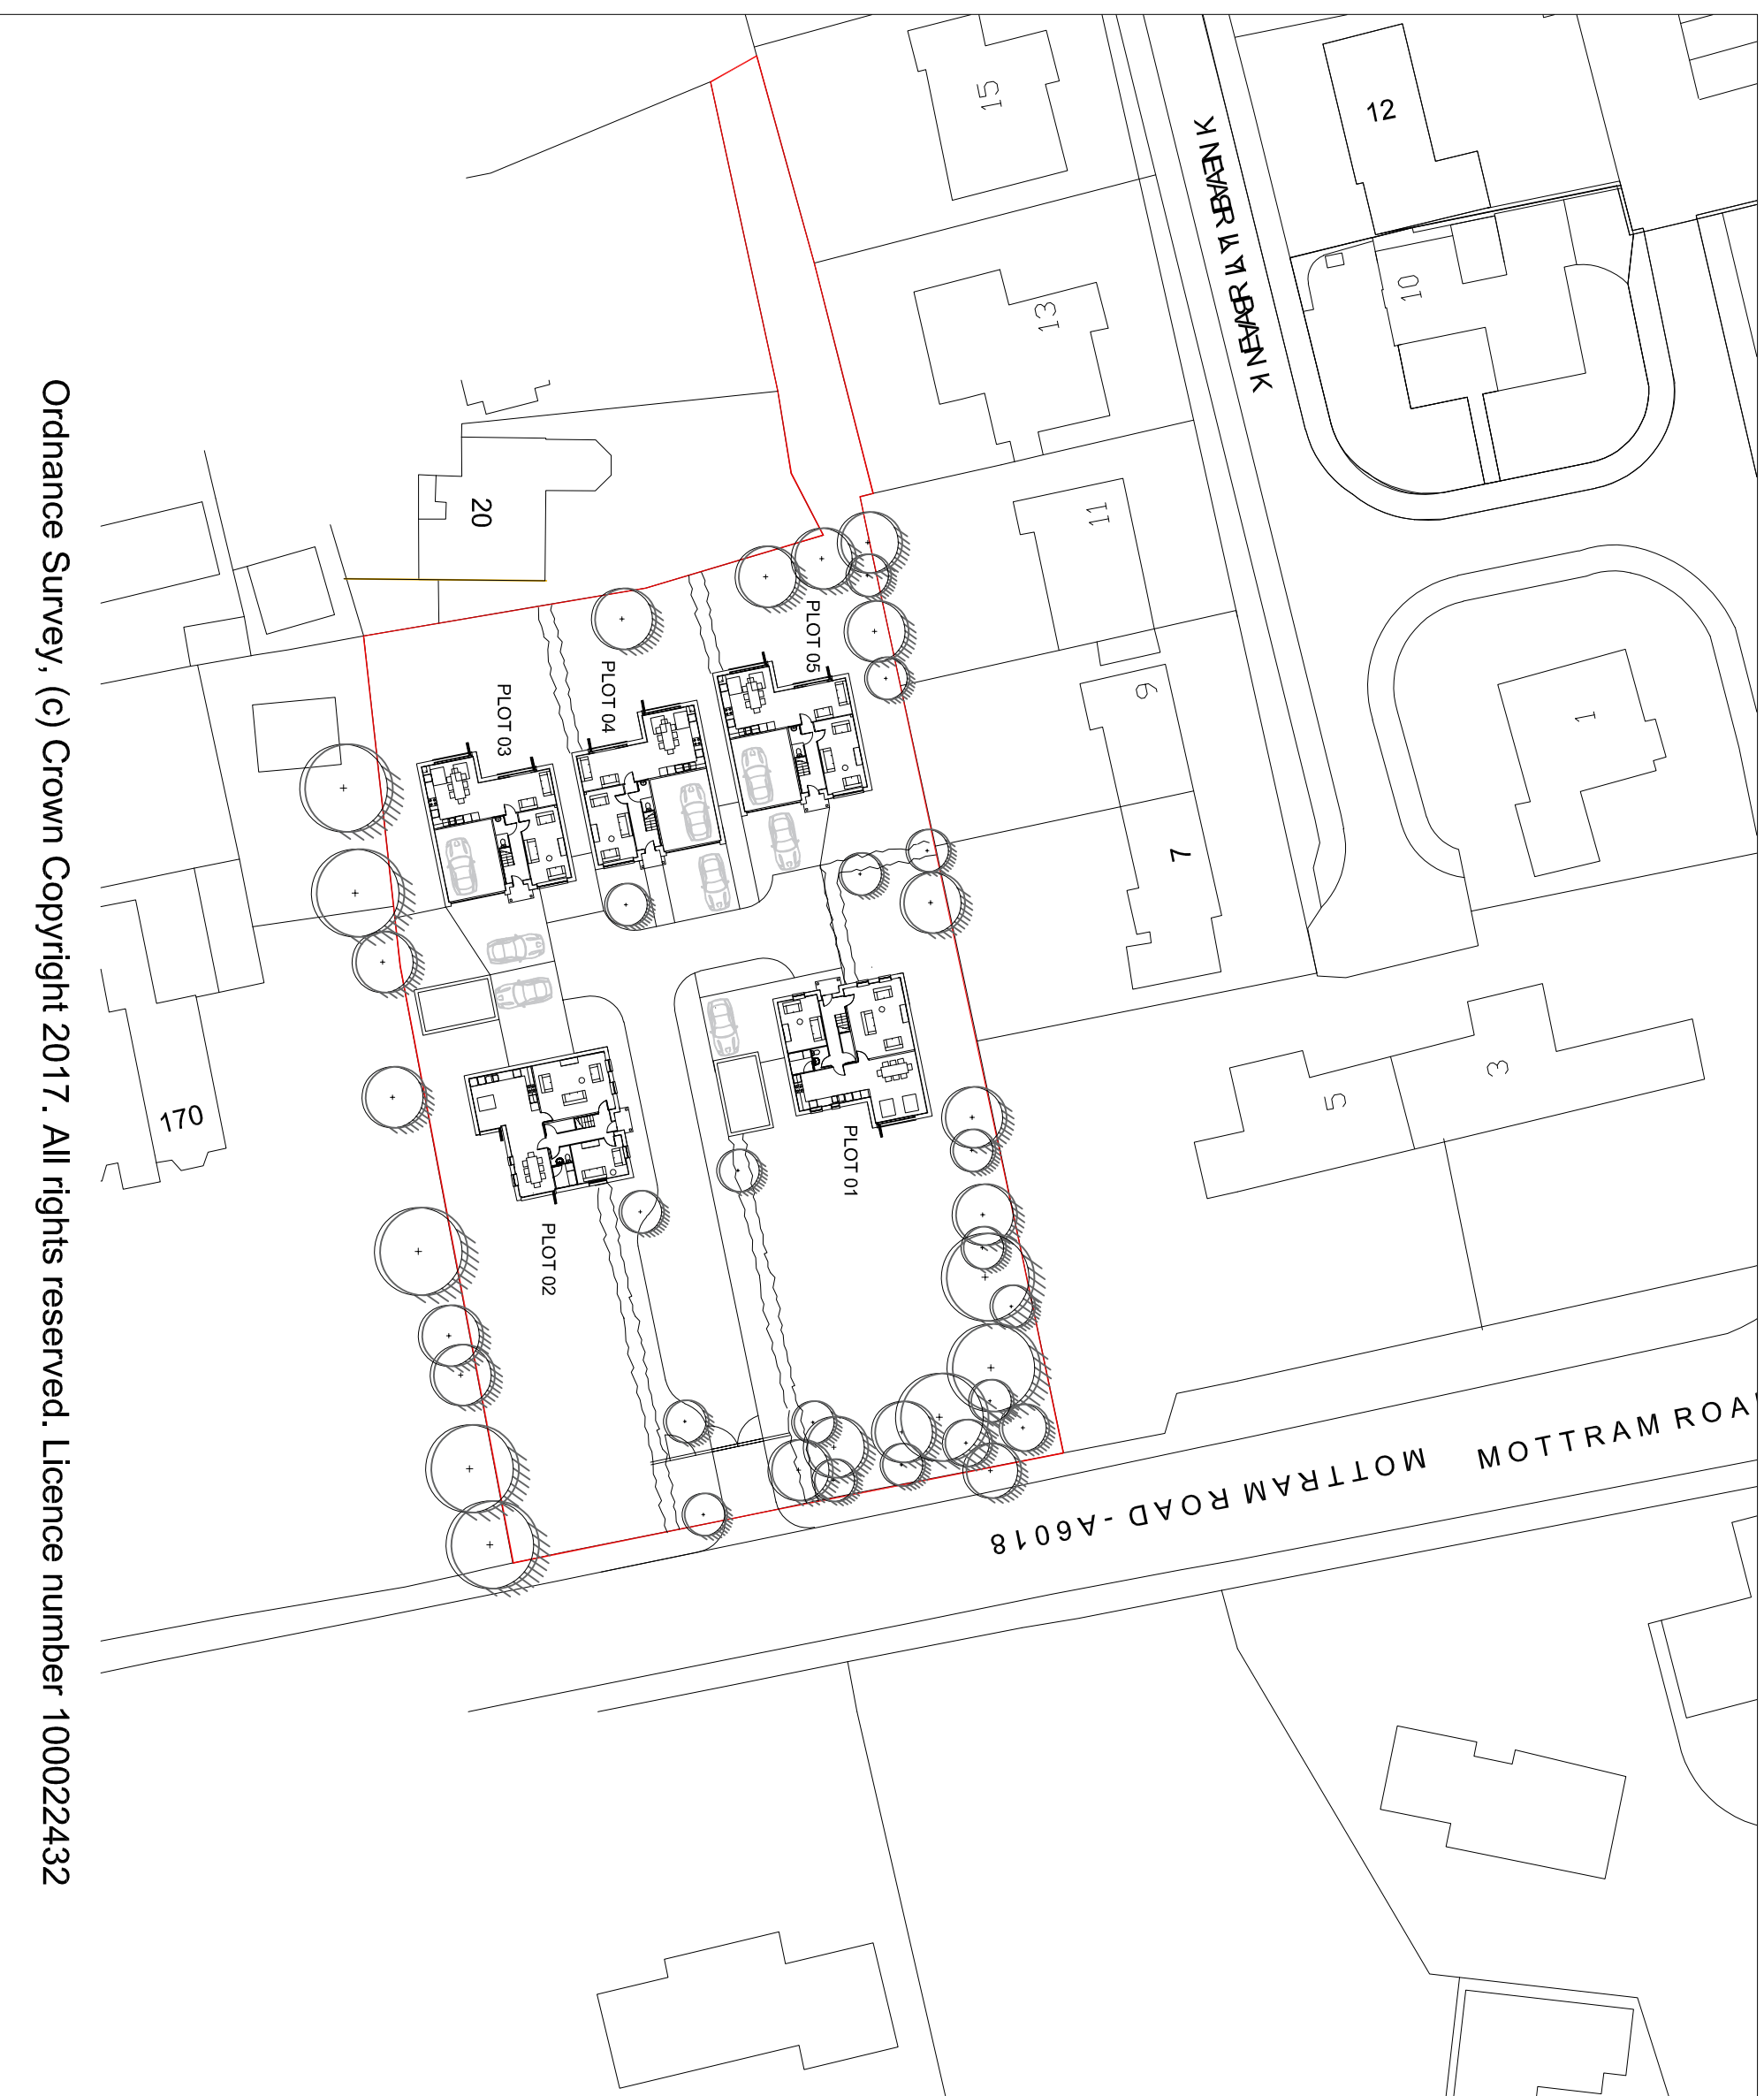 15
12
10
13
11
9
1
7
3
5
20
170
PLOT 05
PLOT 04
PLOT 03
PLOT 01
PLOT 02
MOTTRAM ROAD - A6018
MOTTRAM ROA
Ordnance Survey, (c) Crown Copyright 2017. All rights reserved. Licence number 100022432